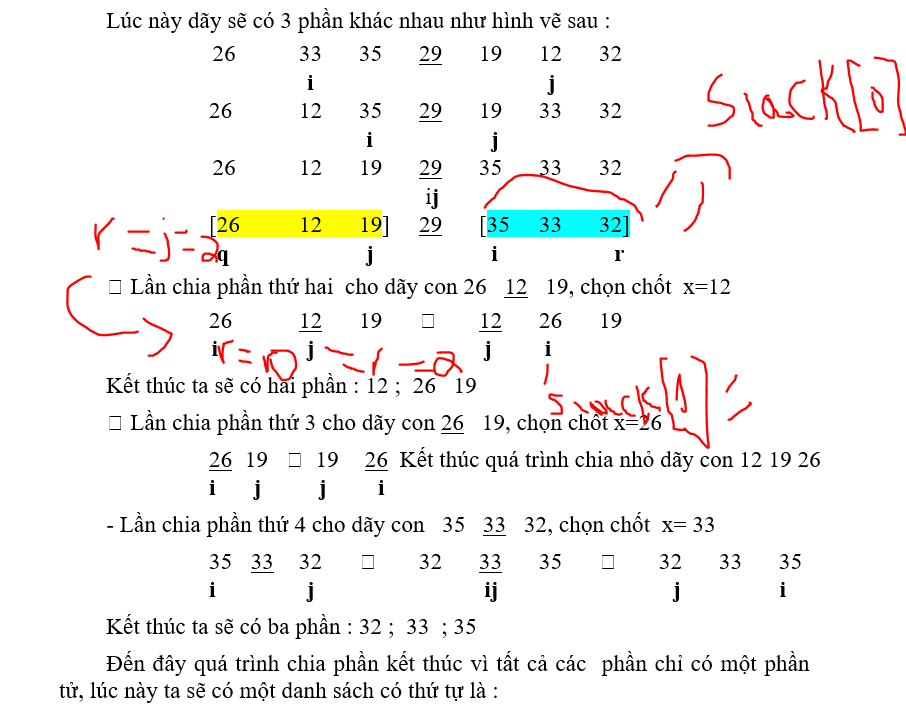 Lúc này dãy sẽ có 3 phần khác nhau như hình vẽ sau :
26 33 35 29 19 12 32
i j
Stack[0]
26 12 35 29 19 33 32
i j
26 12 19 29 35 33 32
ij
[26 12 19] 29 [35 33 32]
r=j=2
q j i r
□ Lần chia phần thứ hai cho dãy con 26 12 19, chọn chốt x=12
26 12 19 □ 12 26 19
i j j i
Kết thúc ta sẽ có hai phần : 12 ; 26 19
stack[1] =
□ Lần chia phần thứ 3 cho dãy con 26 19, chọn chốt x=26
26 19 □ 19 26 Kết thúc quá trình chia nhỏ dãy con 12 19 26
i j j i
- Lần chia phần thứ 4 cho dãy con 35 33 32, chọn chốt x= 33
35 33 32 □ 32 33 35 □ 32 33 35
i j ij j i
Kết thúc ta sẽ có ba phần : 32 ; 33 ; 35
Đến đây quá trình chia phần kết thúc vì tất cả các phần chỉ có một phần
tử, lúc này ta sẽ có một danh sách có thứ tự là :